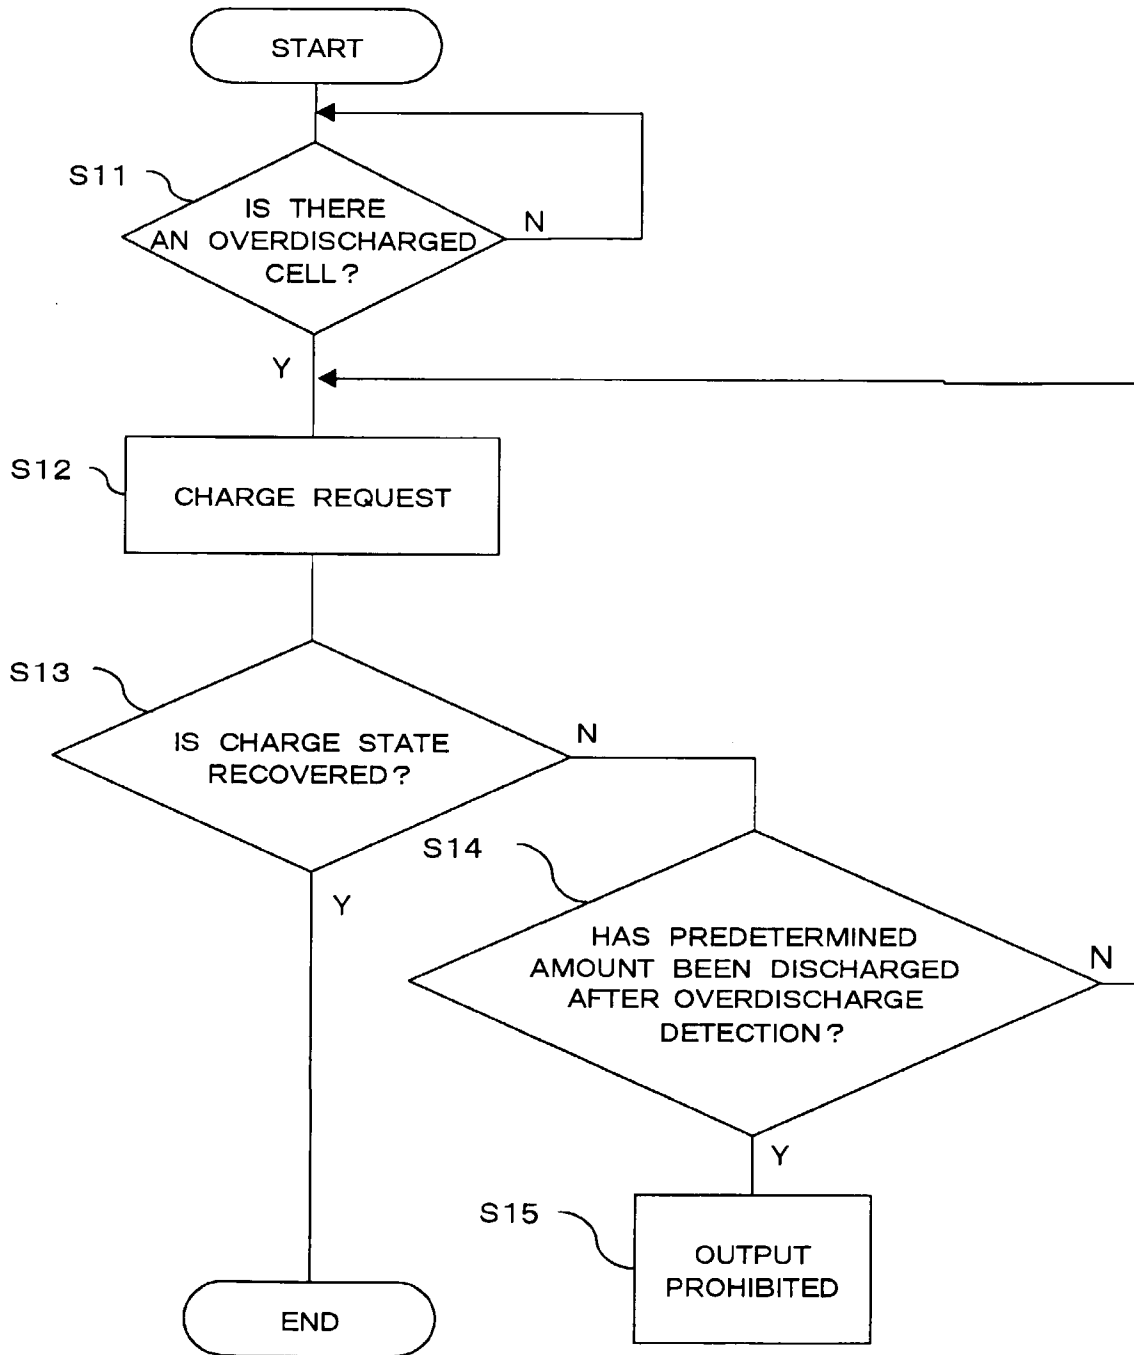 START
S11
IS THERE
AN OVERDISCHARGED
CELL?
N
Y
S12
CHARGE REQUEST
S13
IS CHARGE STATE
RECOVERED?
N
Y
S14
HAS PREDETERMINED
AMOUNT BEEN DISCHARGED
AFTER OVERDISCHARGE
DETECTION?
N
Y
S15
OUTPUT
PROHIBITED
END